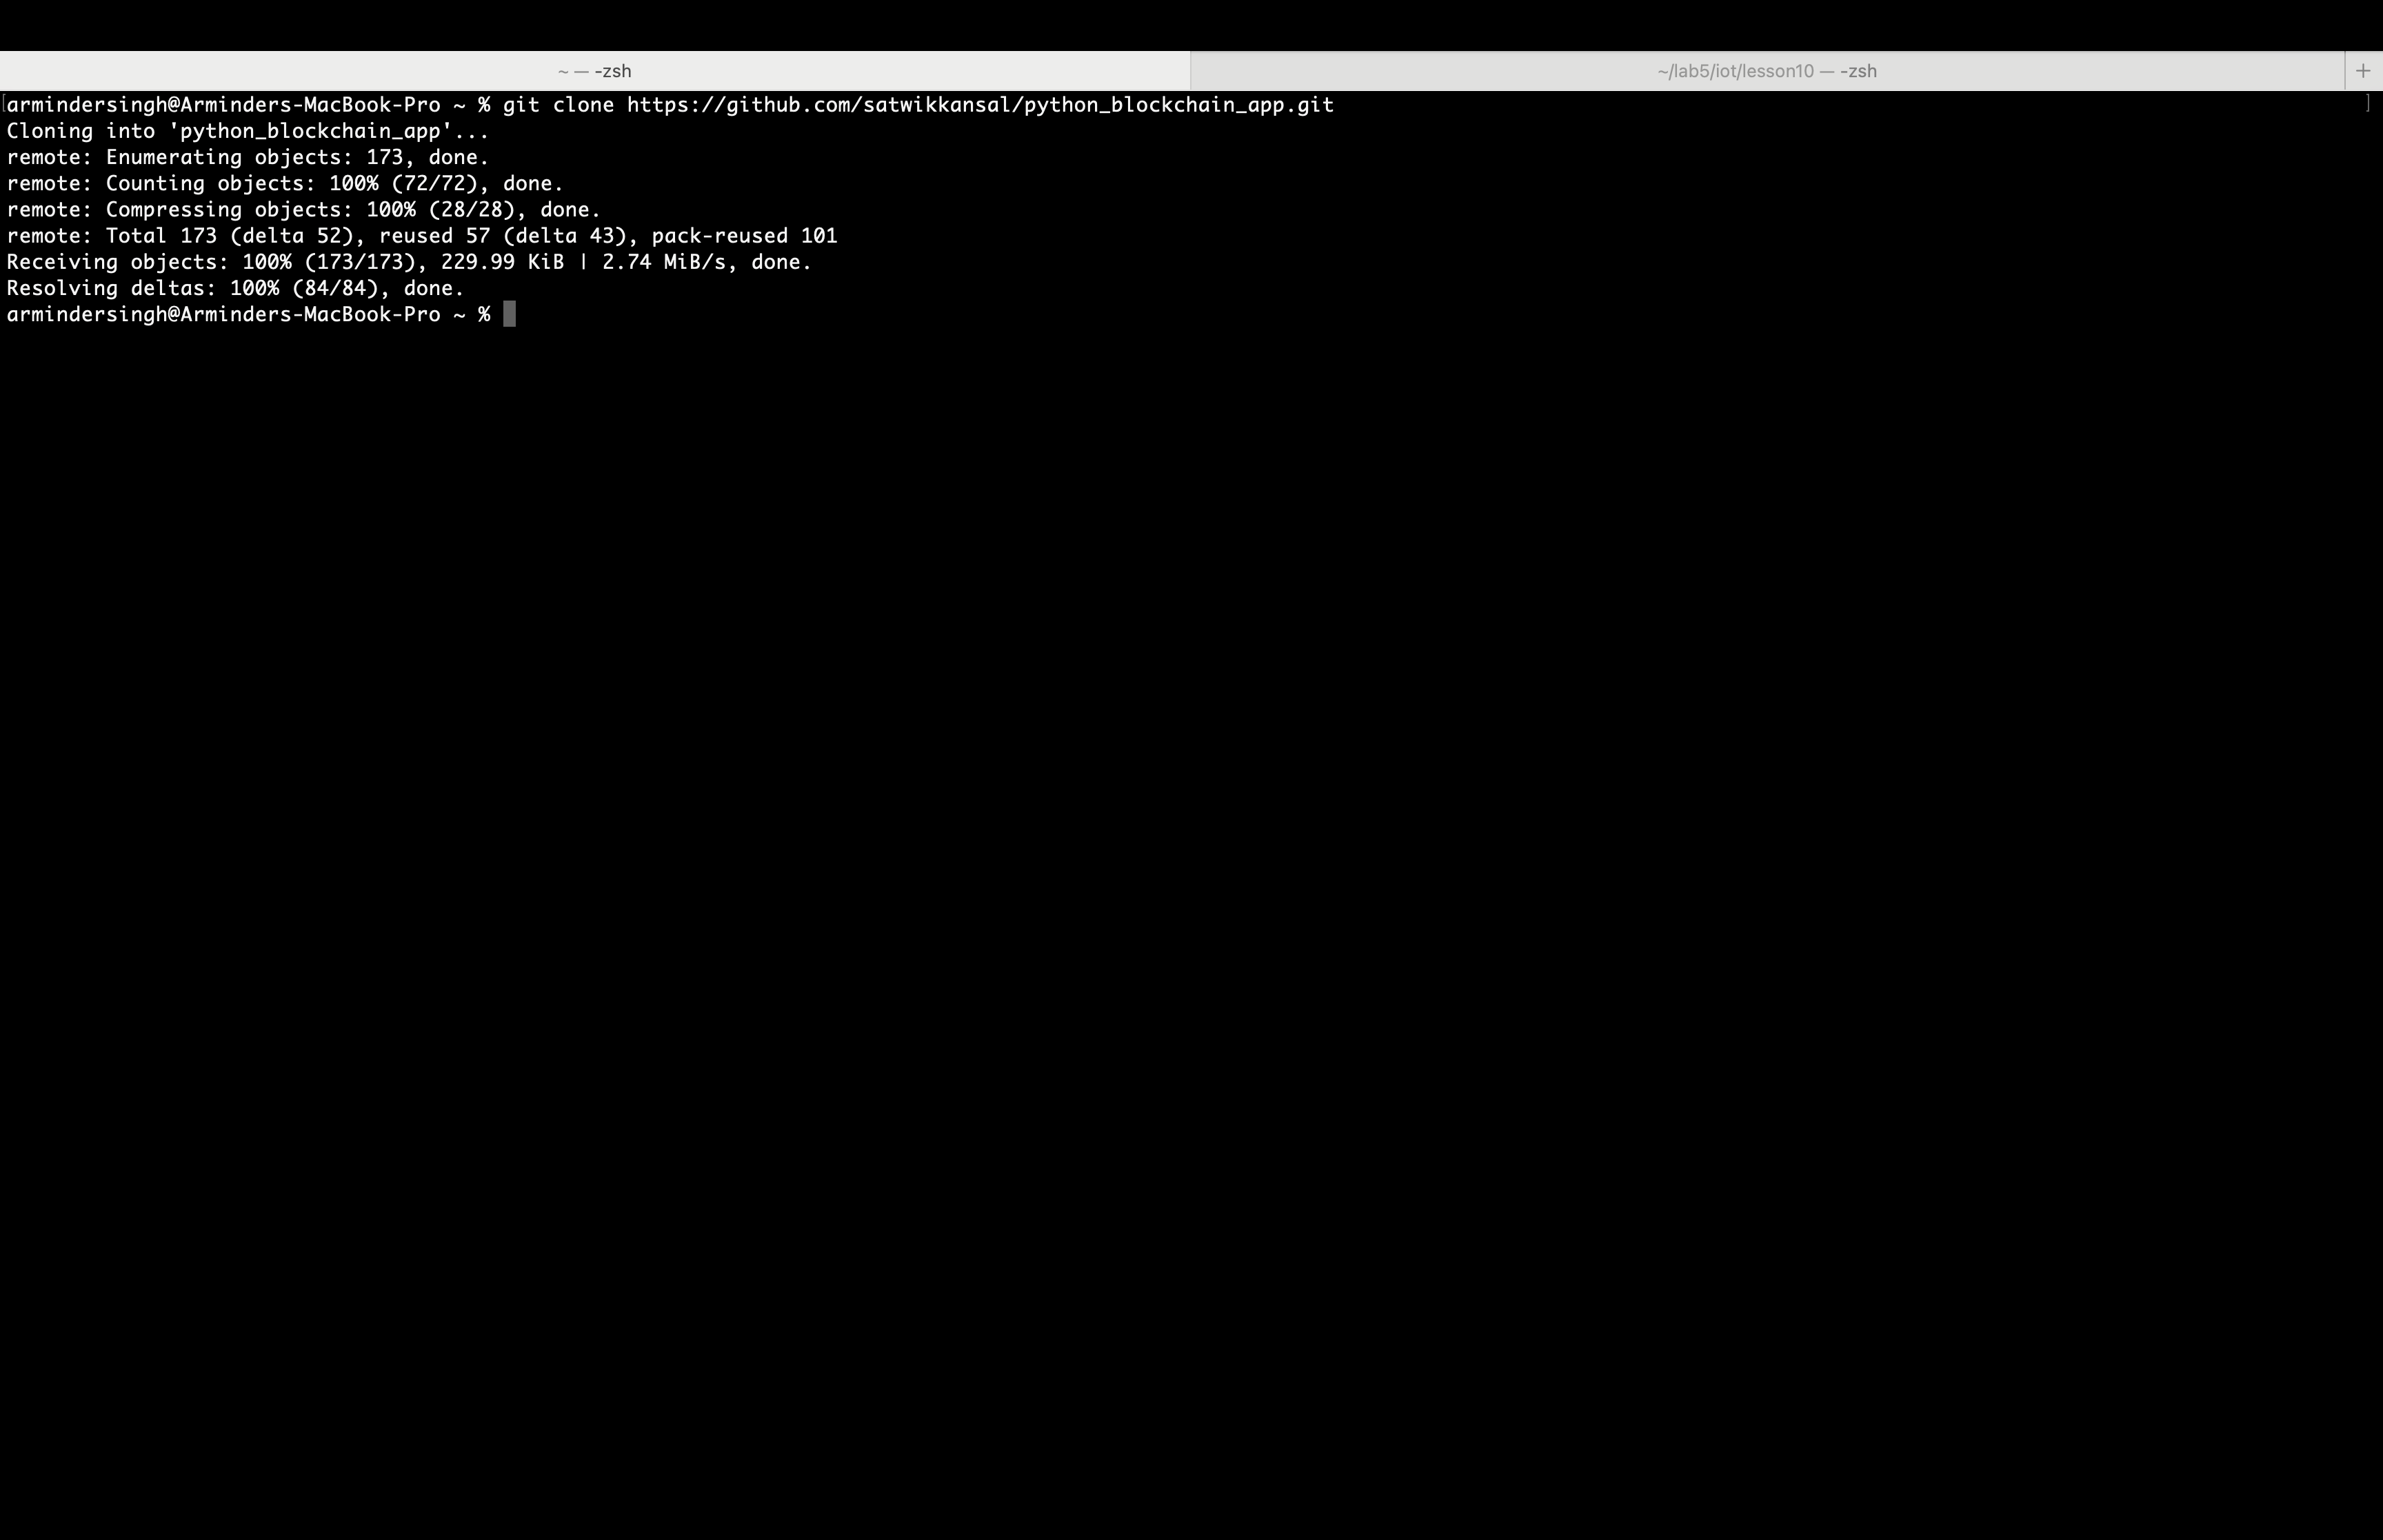 ~ — -zsh
~/lab5/iot/lesson10 — -zsh
+
[armindersingh@Arminders-MacBook-Pro ~ % git clone https://github.com/satwikkansal/python_blockchain_app.git ]
Cloning into 'python_blockchain_app'...
remote: Enumerating objects: 173, done.
remote: Counting objects: 100% (72/72), done.
remote: Compressing objects: 100% (28/28), done.
remote: Total 173 (delta 52), reused 57 (delta 43), pack-reused 101
Receiving objects: 100% (173/173), 229.99 KiB | 2.74 MiB/s, done.
Resolving deltas: 100% (84/84), done.
armindersingh@Arminders-MacBook-Pro ~ %